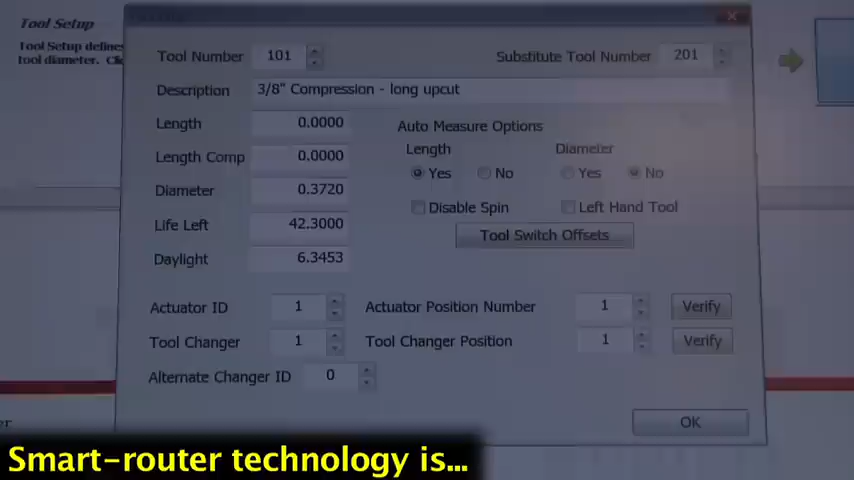 Tool Setup
Tool Setup defines
tool diameter.
Tool Number 101 Substitute Tool Number 201
Description 3/8" Compression - long upcut
Length 0.0000 Auto Measure Options
Length Diameter
Length Comp 0.0000
Yes No Yes No
Diameter 0.3720
Disable Spin Left Hand Tool
Life Left 42.3000
Tool Switch Offsets
Daylight 6.3453
Actuator ID 1 Actuator Position Number 1 Verify
Tool Changer 1 Tool Changer Position 1 Verify
Alternate Changer ID 0
OK
Smart-router technology is...